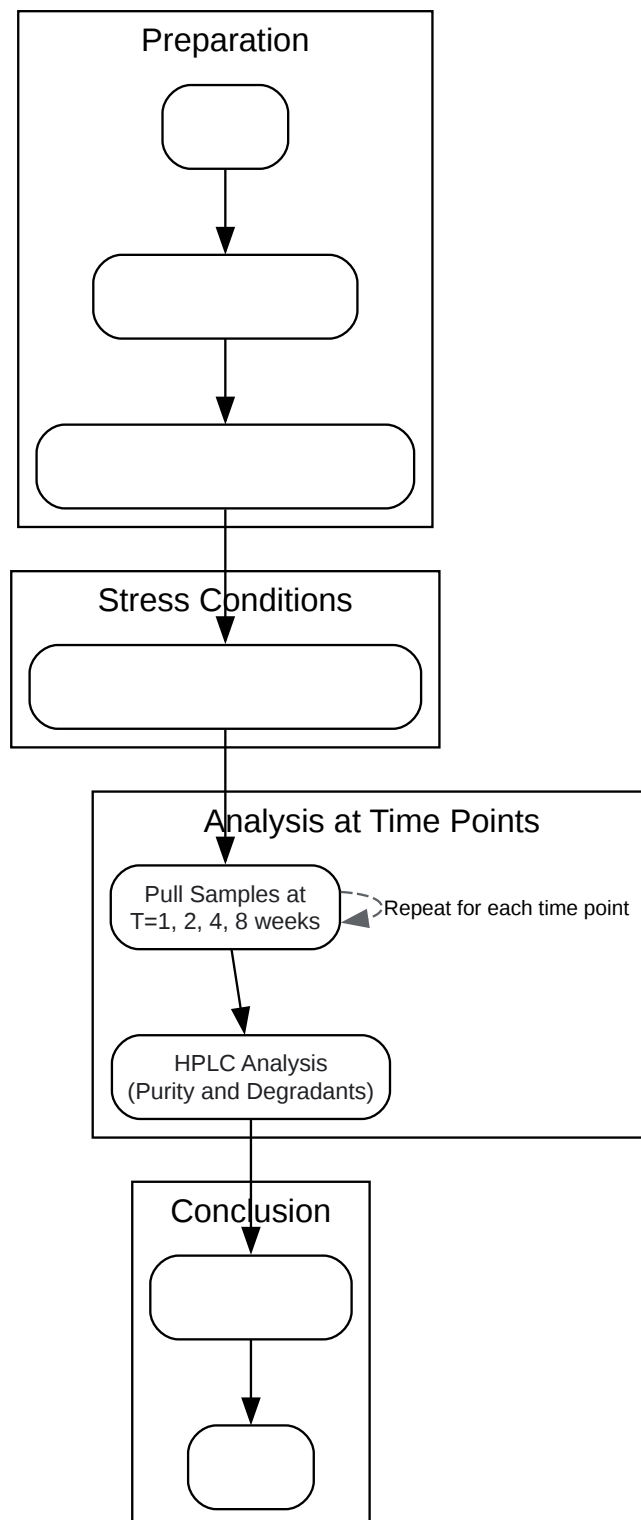 Preparation
Stress Conditions
Analysis at Time Points
Pull Samples at
T=1, 2, 4, 8 weeks
Repeat for each time point
HPLC Analysis
(Purity and Degradants)
Conclusion